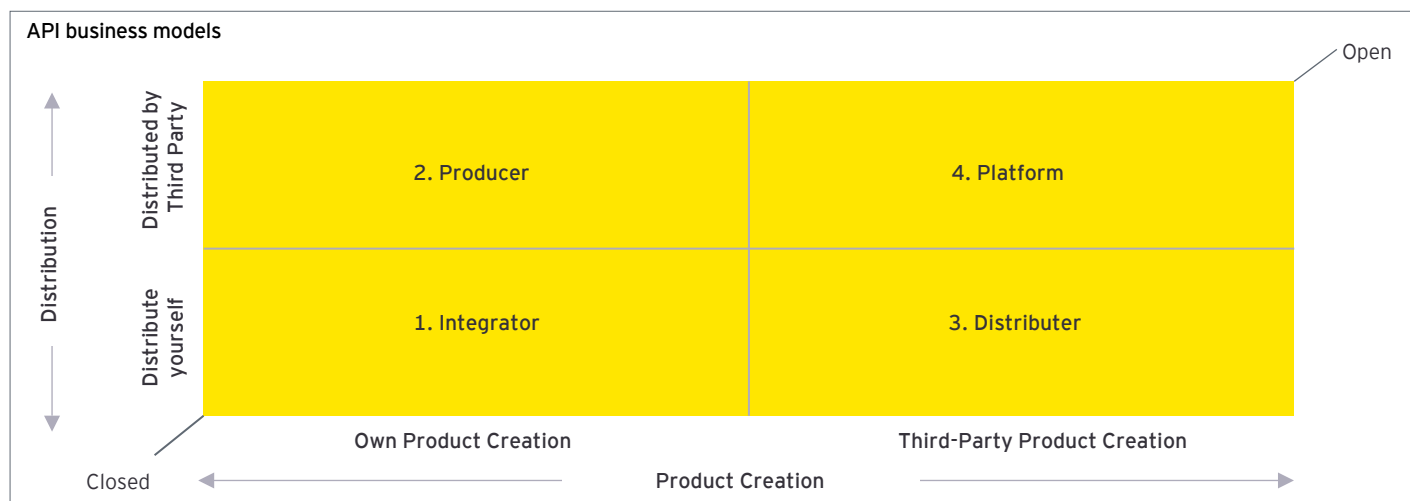 API business models
Open
Distribution
Distributed by
Third Party
2. Producer
4. Platform
Distribute
yourself
1. Integrator
3. Distributer
Own Product Creation
Third-Party Product Creation
Closed
Product Creation